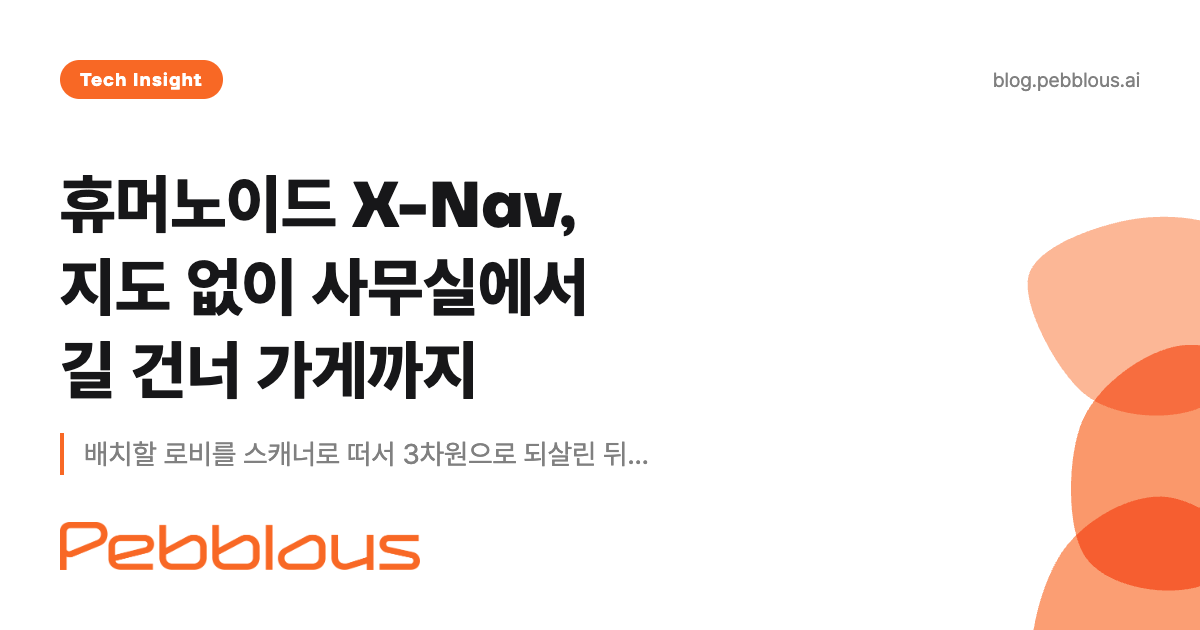 Tech Insight
blog.pebblous.ai
휴머노이드 X-Nav,
지도 없이 사무실에서
길 건너 가게까지
배치할 로비를 스캐너로 떠서 3차원으로 되살린 뒤...
Pebblous